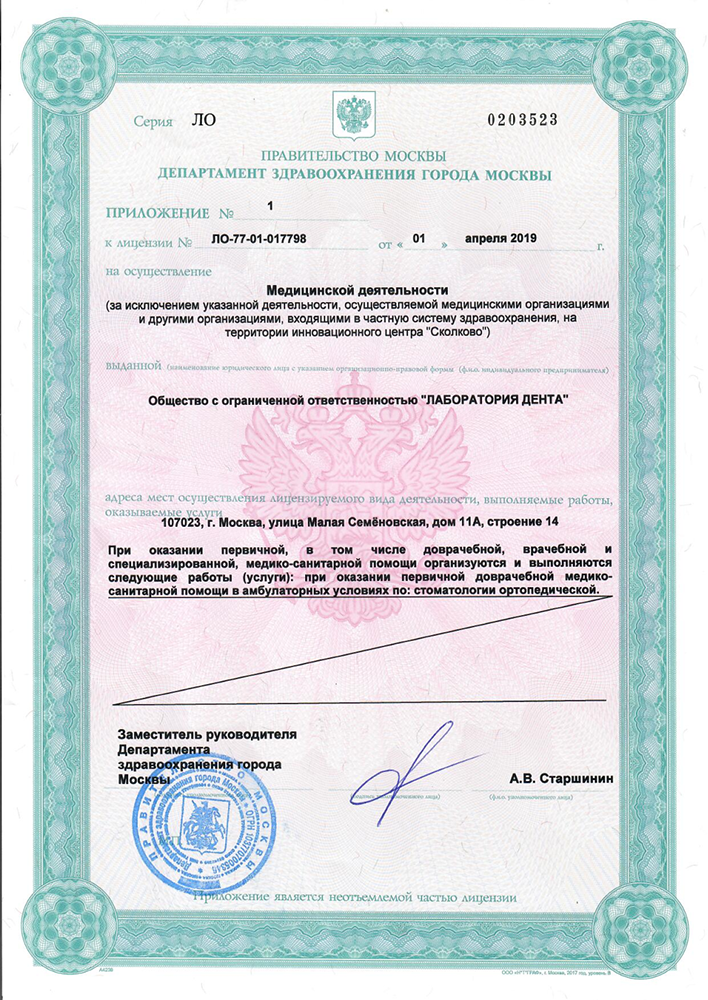 Серия ЛО 0203523
ПРАВИТЕЛЬСТВО МОСКВЫ
ДЕПАРТАМЕНТ ЗДРАВООХРАНЕНИЯ ГОРОДА МОСКВЫ
ПРИЛОЖЕНИЕ № 1
к лицензии № ЛО-77-01-017798 от « 01 » апреля 2019 г.
на осуществление
Медицинской деятельности
(за исключением указанной деятельности, осуществляемой медицинскими организациями
и другими организациями, входящими в частную систему здравоохранения, на
территории инновационного центра "Сколково")
выданной (наименование юридического лица с указанием организационно-правовой формы (ф.и.о. индивидуального предпринимателя)
Общество с ограниченной ответственностью "ЛАБОРАТОРИЯ ДЕНТА"
адреса мест осуществления лицензируемого вида деятельности, выполняемые работы,
оказываемые услуги
107023, г. Москва, улица Малая Семёновская, дом 11А, строение 14
При оказании первичной, в том числе доврачебной, врачебной и
специализированной, медико-санитарной помощи организуются и выполняются
следующие работы (услуги): при оказании первичной доврачебной медико-
санитарной помощи в амбулаторных условиях по: стоматологии ортопедической.
Заместитель руководителя
Департамента
здравоохранения города
Москвы А.В. Старшинин
(ф.и.о. уполномоченного лица)
ПРАВИТЕЛЬСТВО МОСКВЫ
Департамент здравоохранения города Москвы
Приложение является неотъемлемой частью лицензии